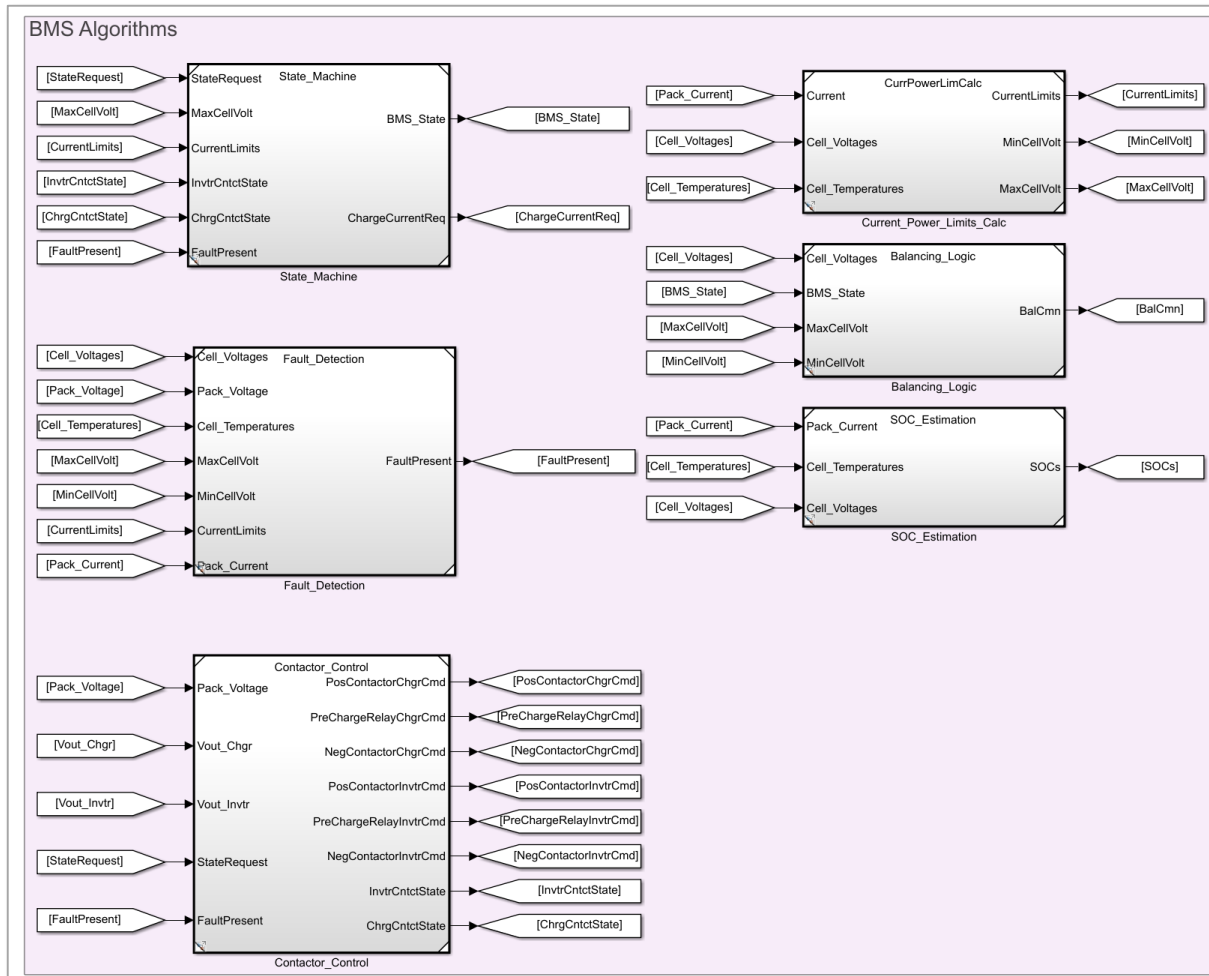 BMS Algorithms
[StateRequest]
[MaxCellVolt]
[CurrentLimits]
[InvtrCntctState]
[ChrgCntctState]
[FaultPresent]
State_Machine
StateRequest
MaxCellVolt
CurrentLimits
InvtrCntctState
ChrgCntctState
FaultPresent
BMS_State
ChargeCurrentReq
State_Machine
[BMS_State]
[ChargeCurrentReq]
[Pack_Current]
[Cell_Voltages]
[Cell_Temperatures]
CurrPowerLimCalc
Current
Cell_Voltages
Cell_Temperatures
CurrentLimits
MinCellVolt
MaxCellVolt
Current_Power_Limits_Calc
[CurrentLimits]
[MinCellVolt]
[MaxCellVolt]
[Cell_Voltages]
[BMS_State]
[MaxCellVolt]
[MinCellVolt]
Balancing_Logic
Cell_Voltages
BMS_State
MaxCellVolt
MinCellVolt
BalCmn
Balancing_Logic
[BalCmn]
[Cell_Voltages]
[Pack_Voltage]
[Cell_Temperatures]
[MaxCellVolt]
[MinCellVolt]
[CurrentLimits]
[Pack_Current]
Fault_Detection
Cell_Voltages
Pack_Voltage
Cell_Temperatures
MaxCellVolt
MinCellVolt
CurrentLimits
Pack_Current
FaultPresent
Fault_Detection
[FaultPresent]
[Pack_Current]
[Cell_Temperatures]
[Cell_Voltages]
SOC_Estimation
Pack_Current
Cell_Temperatures
Cell_Voltages
SOCs
SOC_Estimation
[SOCs]
[Pack_Voltage]
[Vout_Chgr]
[Vout_Invtr]
[StateRequest]
[FaultPresent]
Contactor_Control
Pack_Voltage
Vout_Chgr
Vout_Invtr
StateRequest
FaultPresent
PosContactorChgrCmd
PreChargeRelayChgrCmd
NegContactorChgrCmd
PosContactorInvtrCmd
PreChargeRelayInvtrCmd
NegContactorInvtrCmd
InvtrCntctState
ChrgCntctState
Contactor_Control
[PosContactorChgrCmd]
[PreChargeRelayChgrCmd]
[NegContactorChgrCmd]
[PosContactorInvtrCmd]
[PreChargeRelayInvtrCmd]
[NegContactorInvtrCmd]
[InvtrCntctState]
[ChrgCntctState]